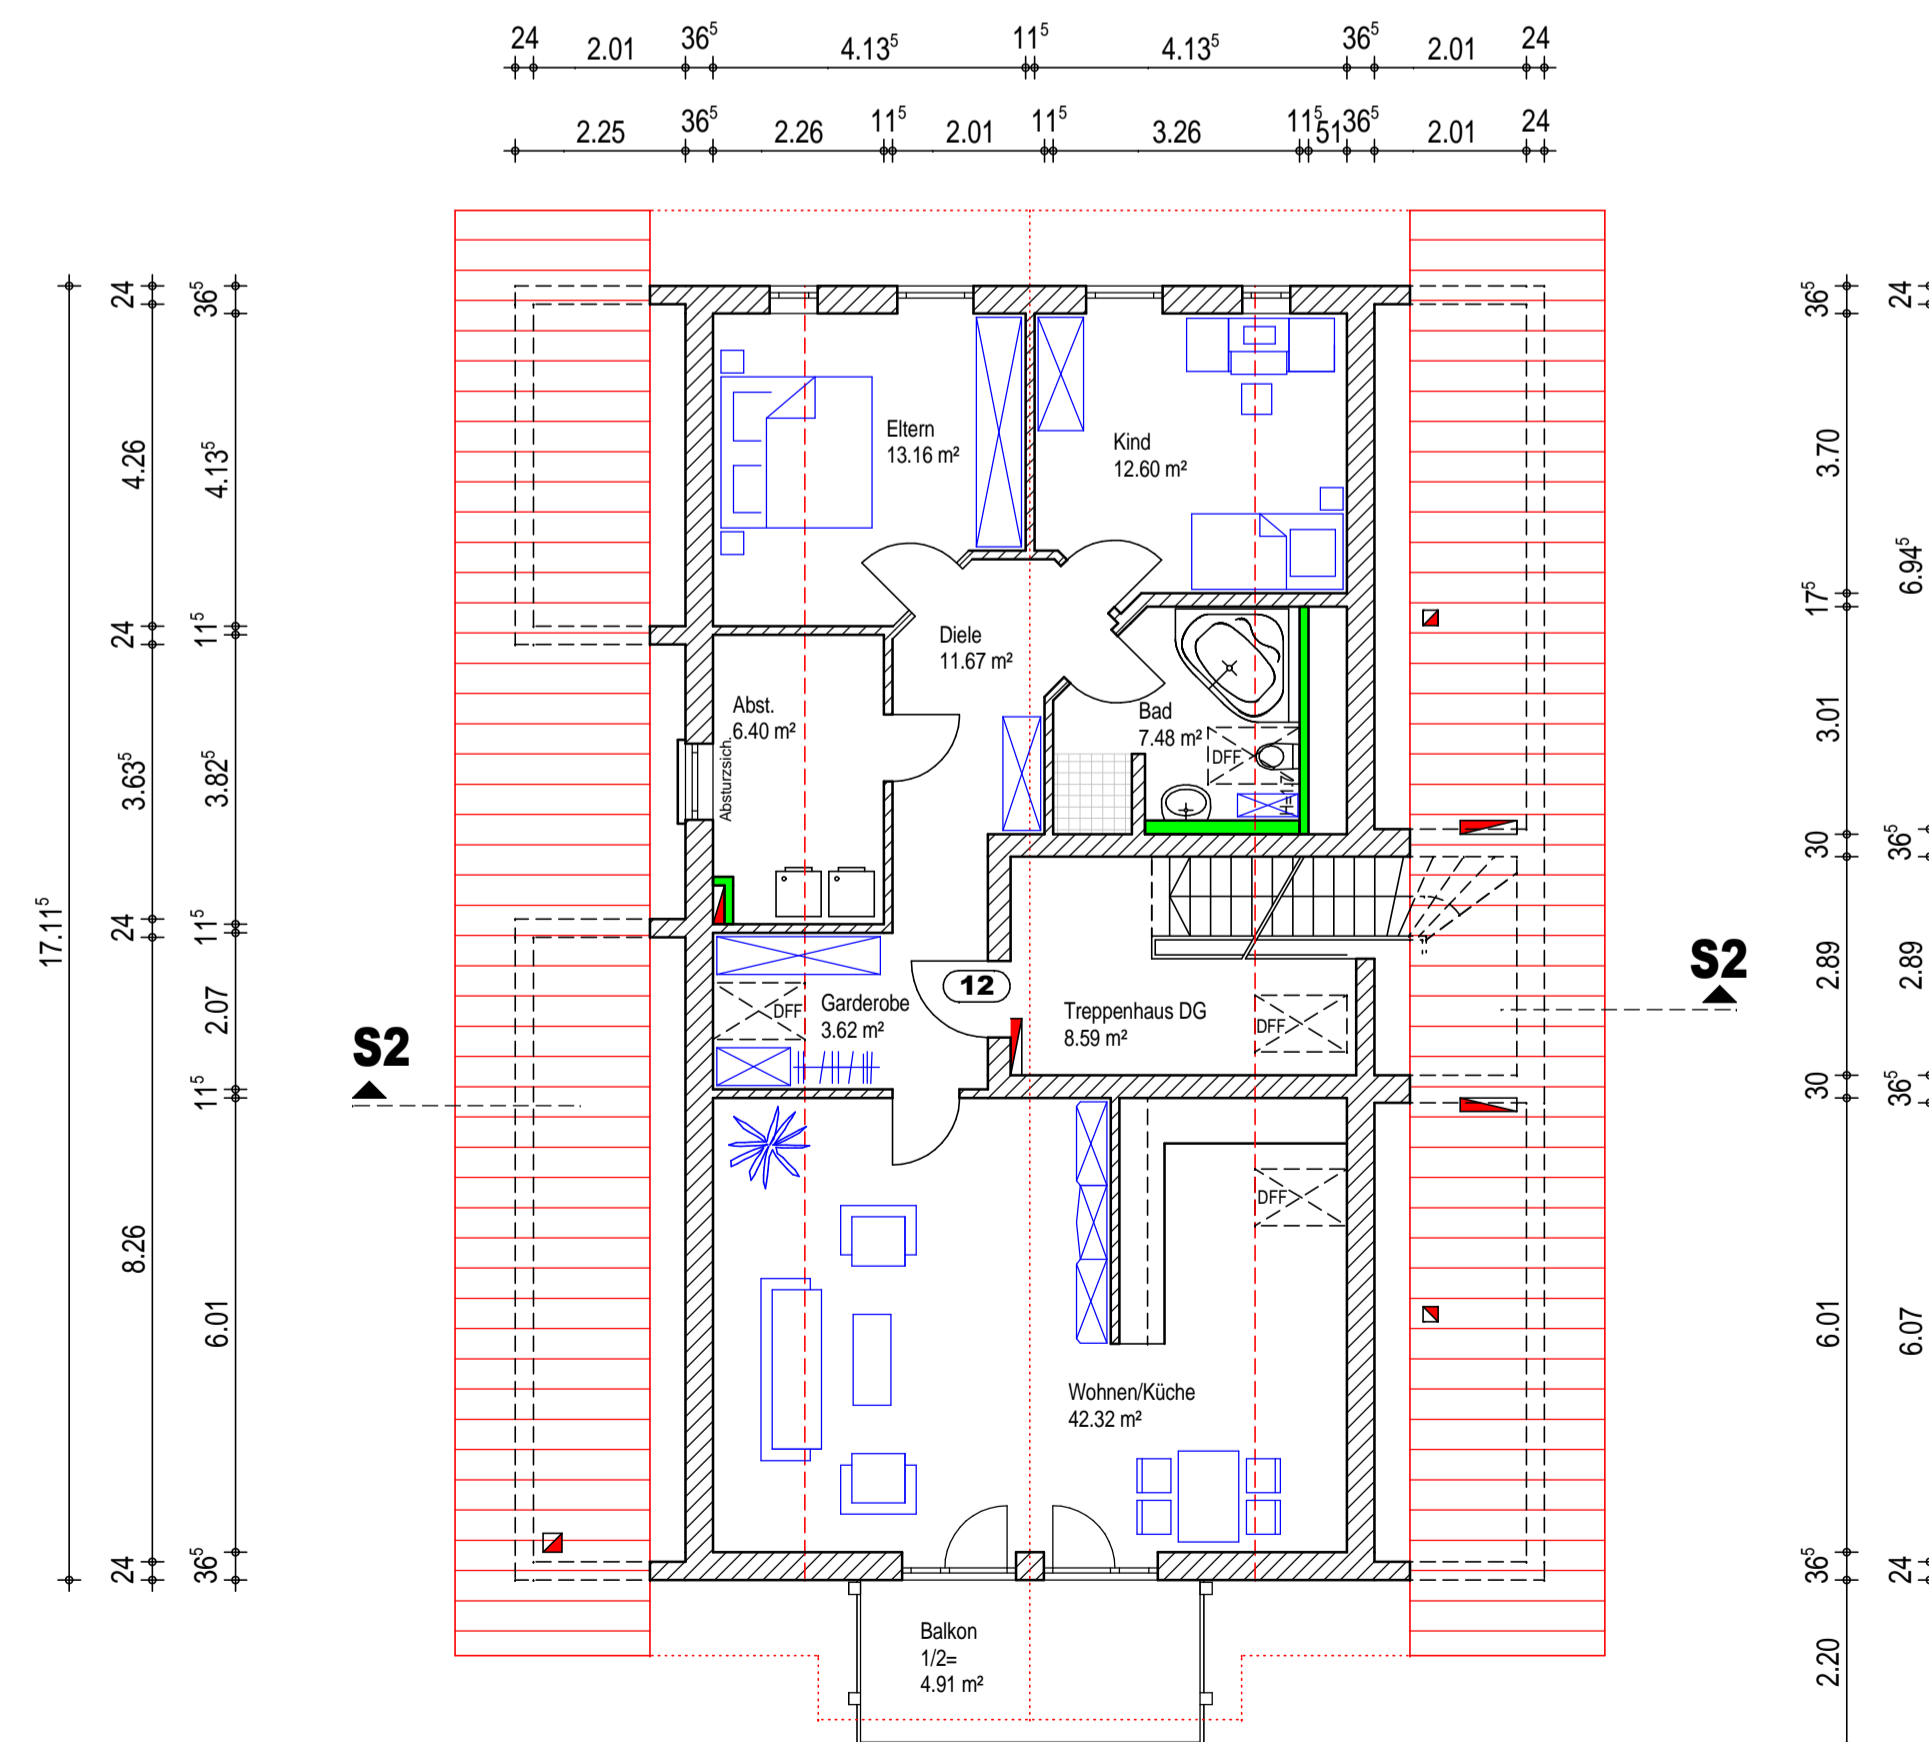 24 2.01 36⁵ 4.13⁵ 11⁵ 4.13⁵ 36⁵ 2.01 24
2.25 36⁵ 2.26 11⁵ 2.01 11⁵ 3.26 11⁵ 51 36⁵ 2.01 24
17.11⁵
24 4.26 24 3.63⁵ 24 8.26 24
36⁵ 4.13⁵ 11⁵ 3.82⁵ 11⁵ 2.07 11⁵ 6.01 36⁵
Eltern
13.16 m²
Kind
12.60 m²
Diele
11.67 m²
Abst.
6.40 m²
Absturzsich.
Bad
7.48 m²
DFF
Garderobe
3.62 m²
DFF
12
Treppenhaus DG
8.59 m²
DFF
S2
S2
DFF
Wohnen/Küche
42.32 m²
Balkon
1/2=
4.91 m²
36⁵ 3.70 17⁵ 3.01 30 2.89 30 6.01 36⁵ 2.20
24 6.94⁵ 36⁵ 2.89 36⁵ 6.07 24